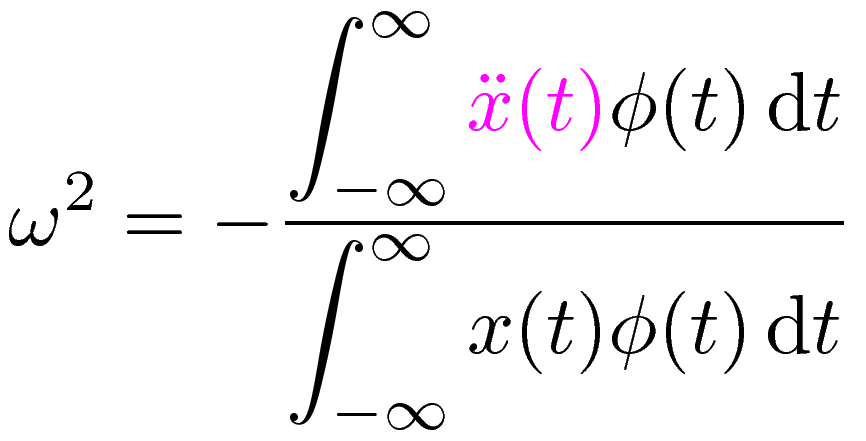 ω² = − ∫_{−∞}^{∞} ẍ(t)ϕ(t) dt / ∫_{−∞}^{∞} x(t)ϕ(t) dt